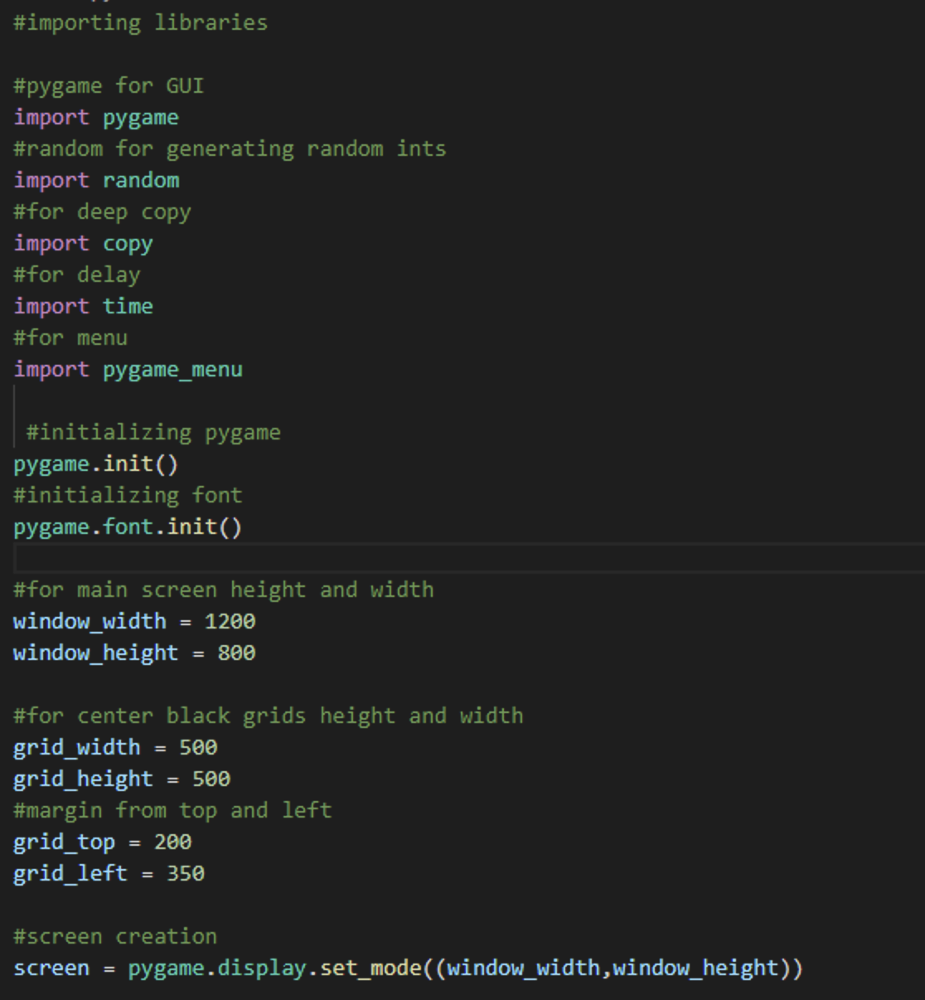 #importing libraries
#pygame for GUI
import pygame
#random for generating random ints
import random
#for deep copy
import copy
#for delay
import time
#for menu
import pygame_menu
#initializing pygame
pygame.init()
#initializing font
pygame.font.init()
#for main screen height and width
window_width = 1200
window_height = 800
#for center black grids height and width
grid_width = 500
grid_height = 500
#margin from top and left
grid_top = 200
grid_left = 350
#screen creation
screen = pygame.display.set_mode((window_width,window_height))